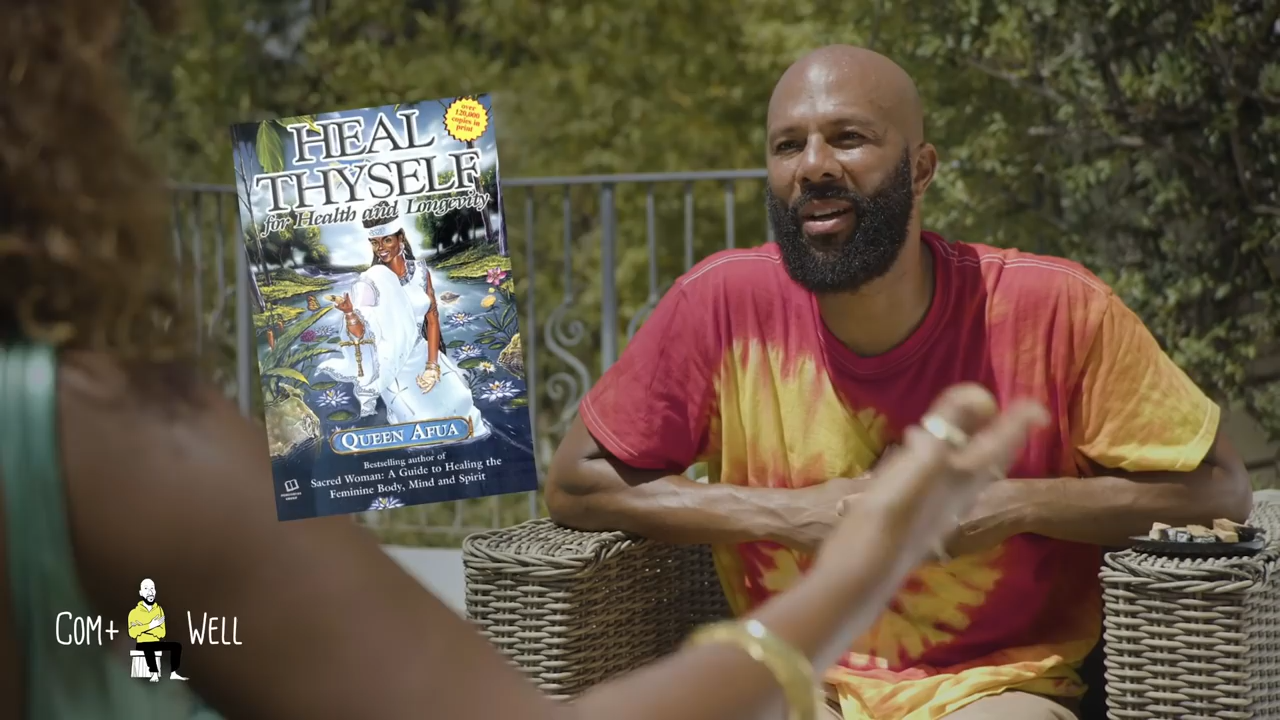 over
120,000
copies in
print
HEAL
THYSELF
for Health and Longevity
QUEEN AFUA
Bestselling author of
Sacred Woman: A Guide to Healing the
Feminine Body, Mind and Spirit
COM+ WELL